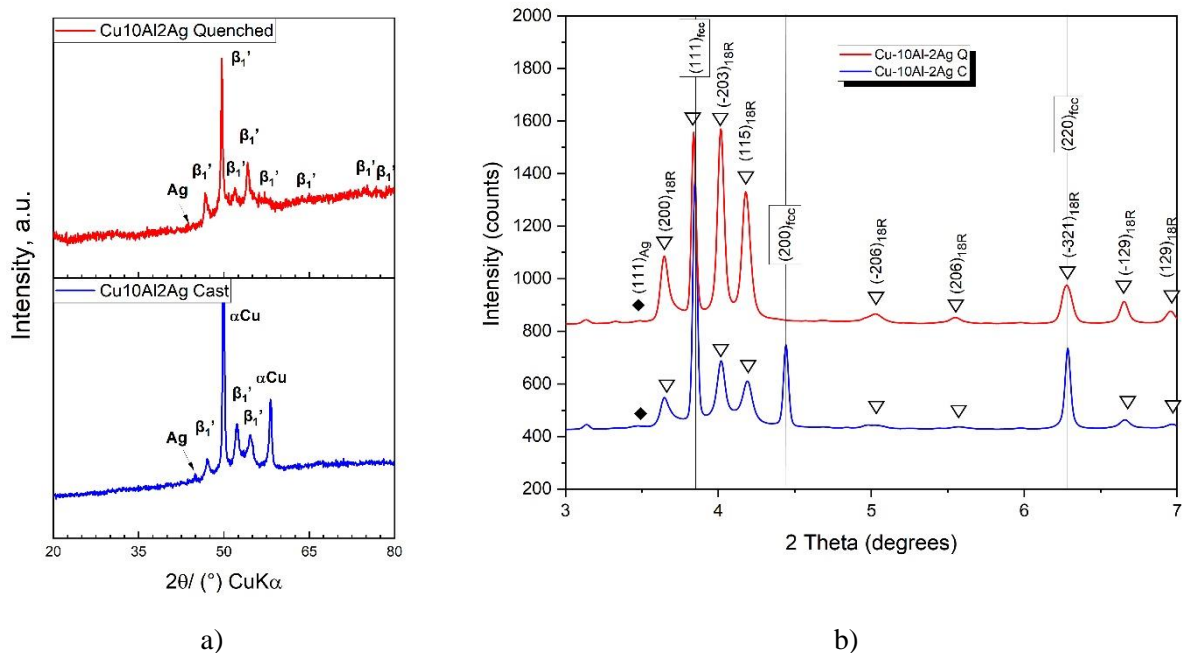 Cu10Al2Ag Quenched
β₁'
β₁'
β₁'
β₁'
β₁'
β₁'
β₁'
β₁'
Ag
Cu10Al2Ag Cast
αCu
αCu
β₁'
β₁'
β₁'
Ag
Intensity, a.u.
20 35 50 65 80
2θ/ (°) CuKα
a)
2000
1800
1600
1400
1200
1000
800
600
400
200
Intensity (counts)
Cu-10Al-2Ag Q
Cu-10Al-2Ag C
(111)Ag
(200)18R
(111)fcc
(-203)18R
(115)18R
(200)fcc
(-206)18R
(206)18R
(220)fcc
(-321)18R
(-129)18R
(129)18R
3 4 5 6 7
2 Theta (degrees)
b)